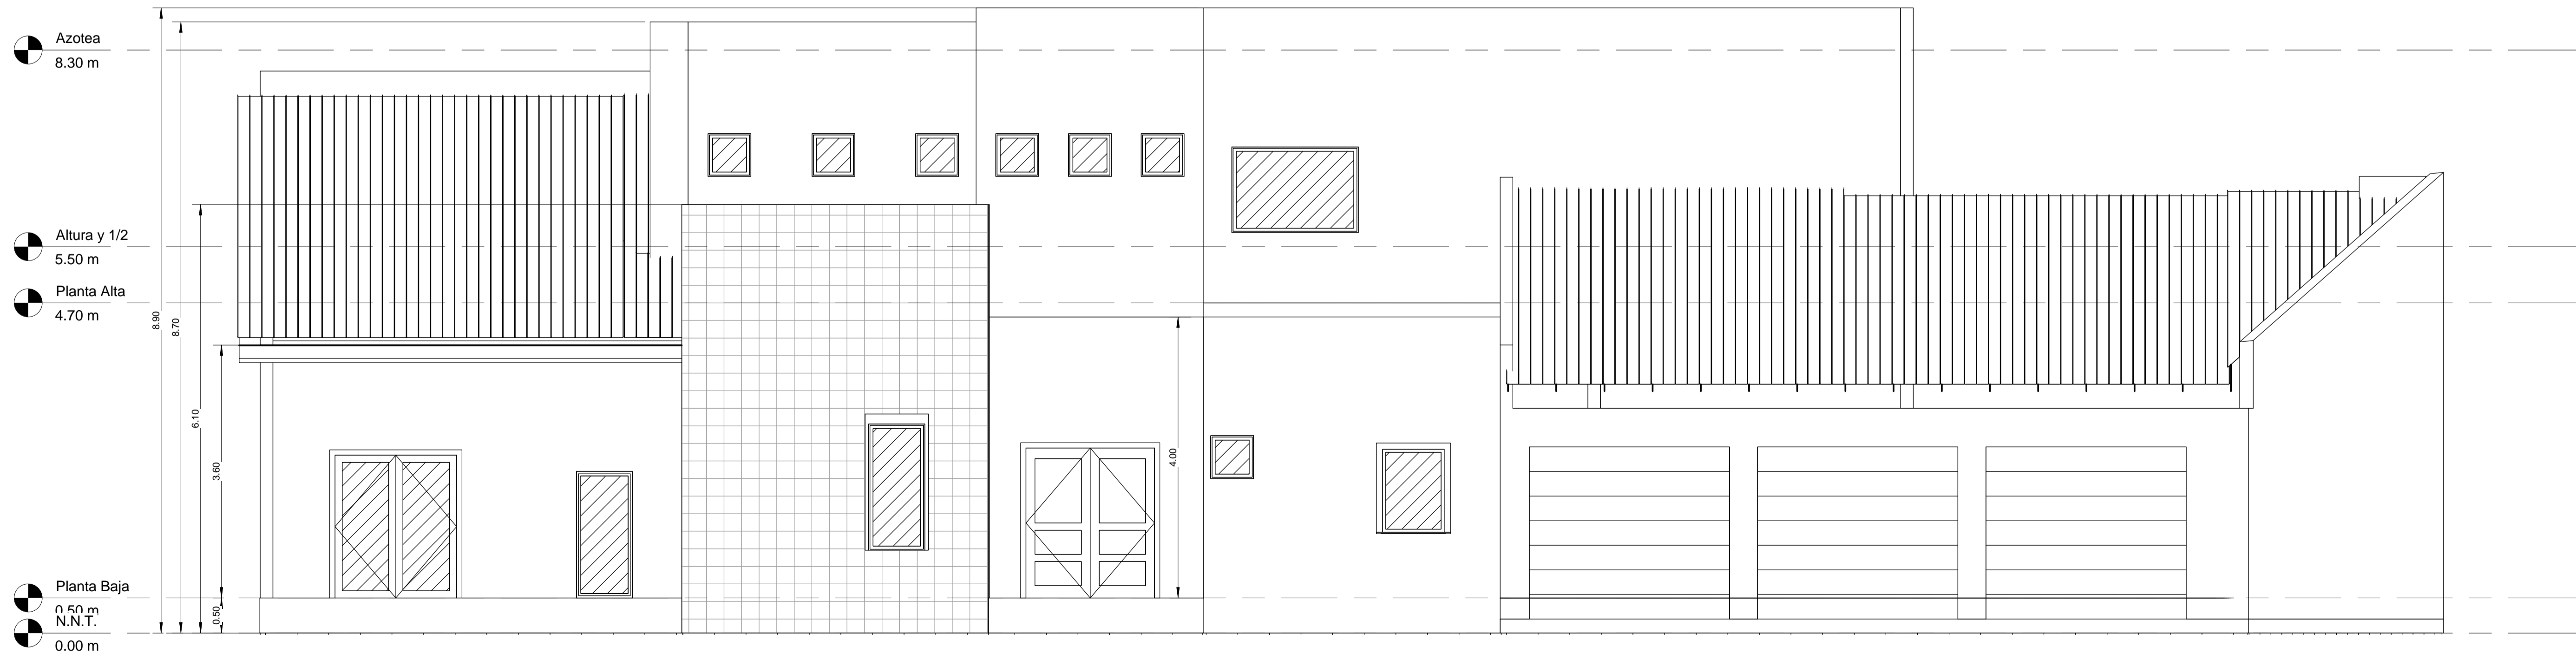 Azotea
8.30 m
Altura y 1/2
5.50 m
Planta Alta
4.70 m
8.90
8.70
6.10
3.60
4.00
0.50
Planta Baja
0.50 m
N.N.T.
0.00 m